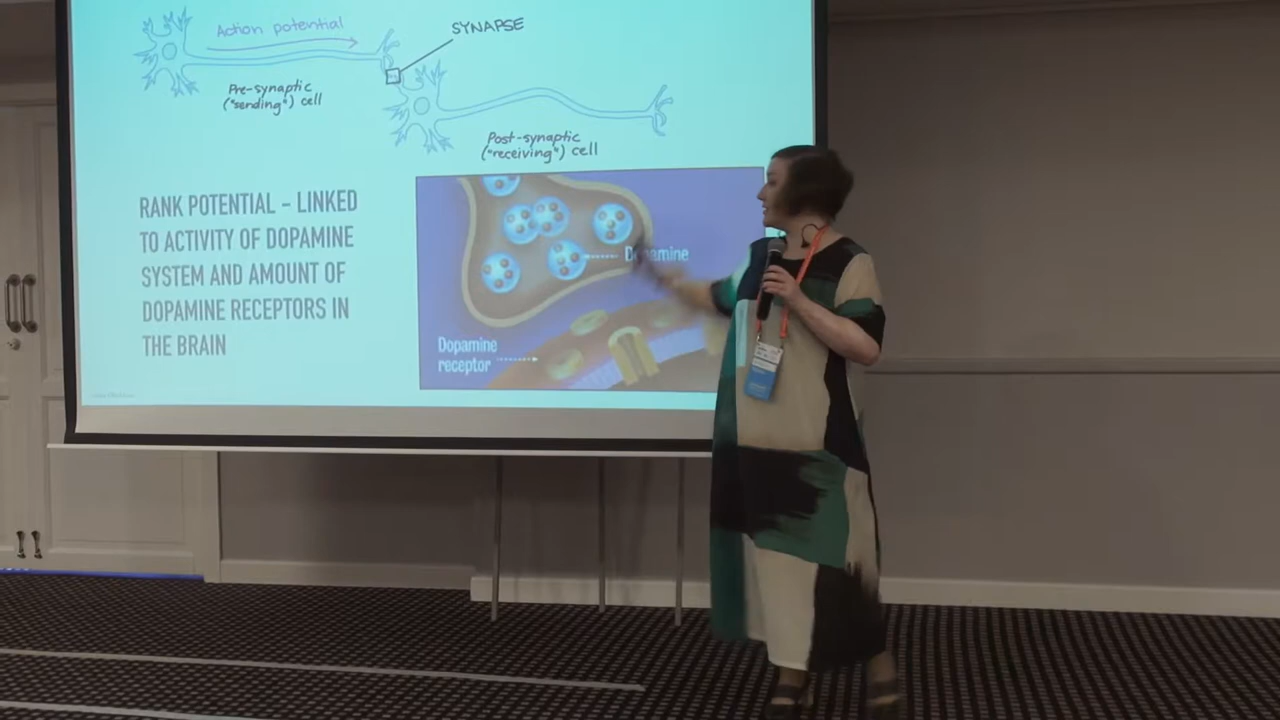 Action potential
SYNAPSE
Pre-synaptic
("sending") cell
Post-synaptic
("receiving") cell
RANK POTENTIAL – LINKED
TO ACTIVITY OF DOPAMINE
SYSTEM AND AMOUNT OF
DOPAMINE RECEPTORS IN
THE BRAIN
Dopamine
Dopamine
receptor